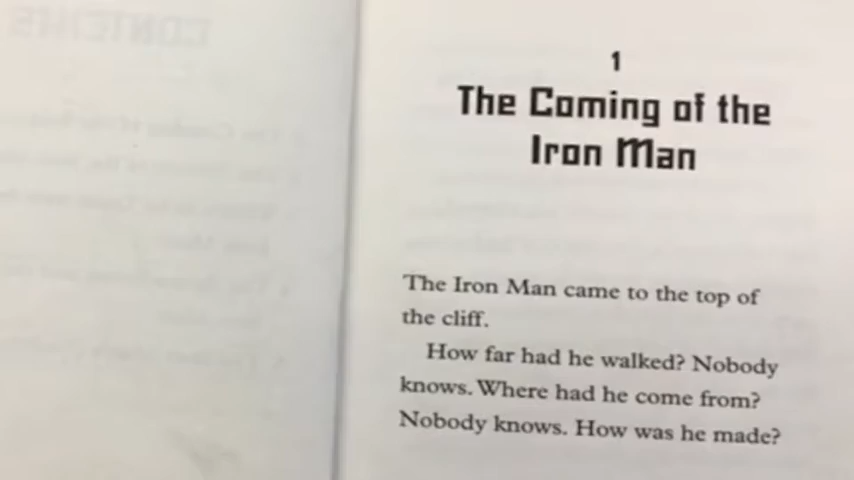 1
The Coming of the
Iron Man
The Iron Man came to the top of
the cliff.
How far had he walked? Nobody
knows. Where had he come from?
Nobody knows. How was he made?